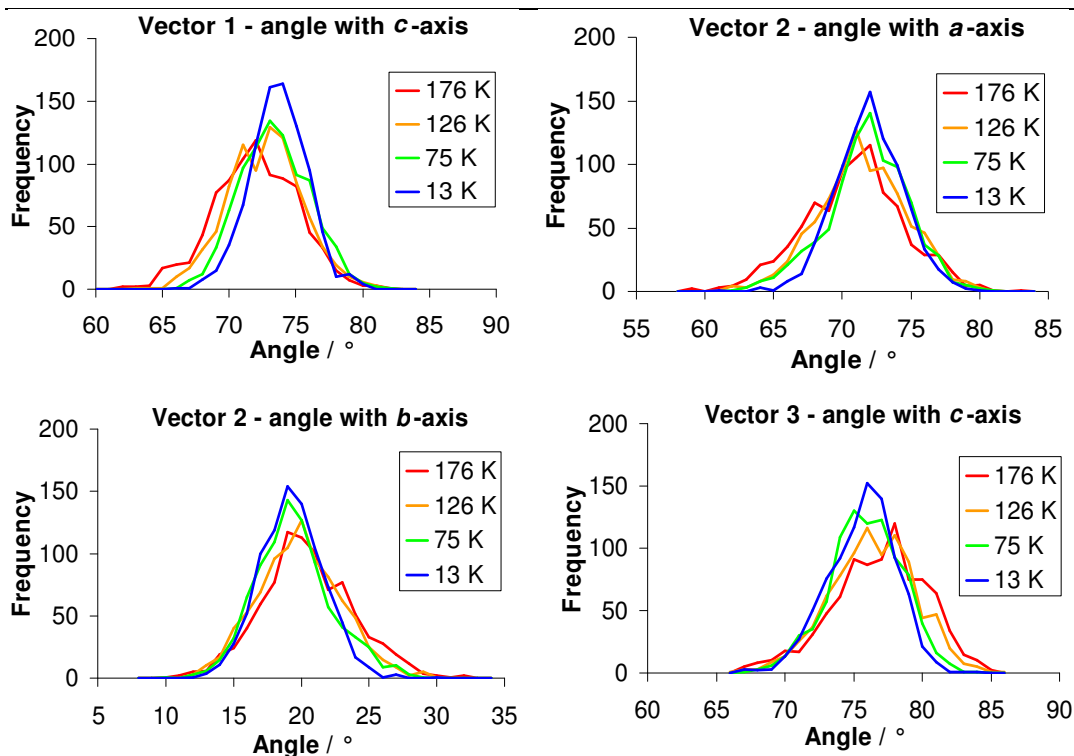 Vector 1 - angle with c-axis
200
150
100
50
0
Frequency
176 K
126 K
75 K
13 K
60 65 70 75 80 85 90
Angle / °
Vector 2 - angle with a-axis
200
150
100
50
0
Frequency
176 K
126 K
75 K
13 K
55 60 65 70 75 80 85
Angle / °
Vector 2 - angle with b-axis
200
150
100
50
0
Frequency
176 K
126 K
75 K
13 K
5 10 15 20 25 30 35
Angle / °
Vector 3 - angle with c-axis
200
150
100
50
0
Frequency
176 K
126 K
75 K
13 K
60 65 70 75 80 85 90
Angle / °